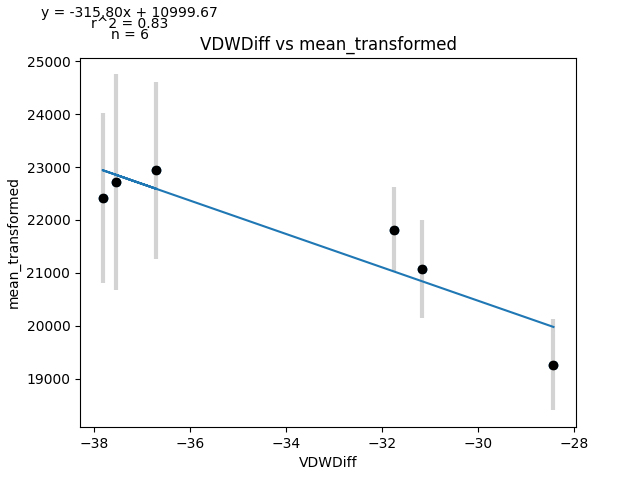 y = -315.80x + 10999.67
r^2 = 0.83
n = 6
VDWDiff vs mean_transformed
25000
24000
23000
22000
21000
20000
19000
mean_transformed
−38
−36
−34
−32
−30
−28
VDWDiff